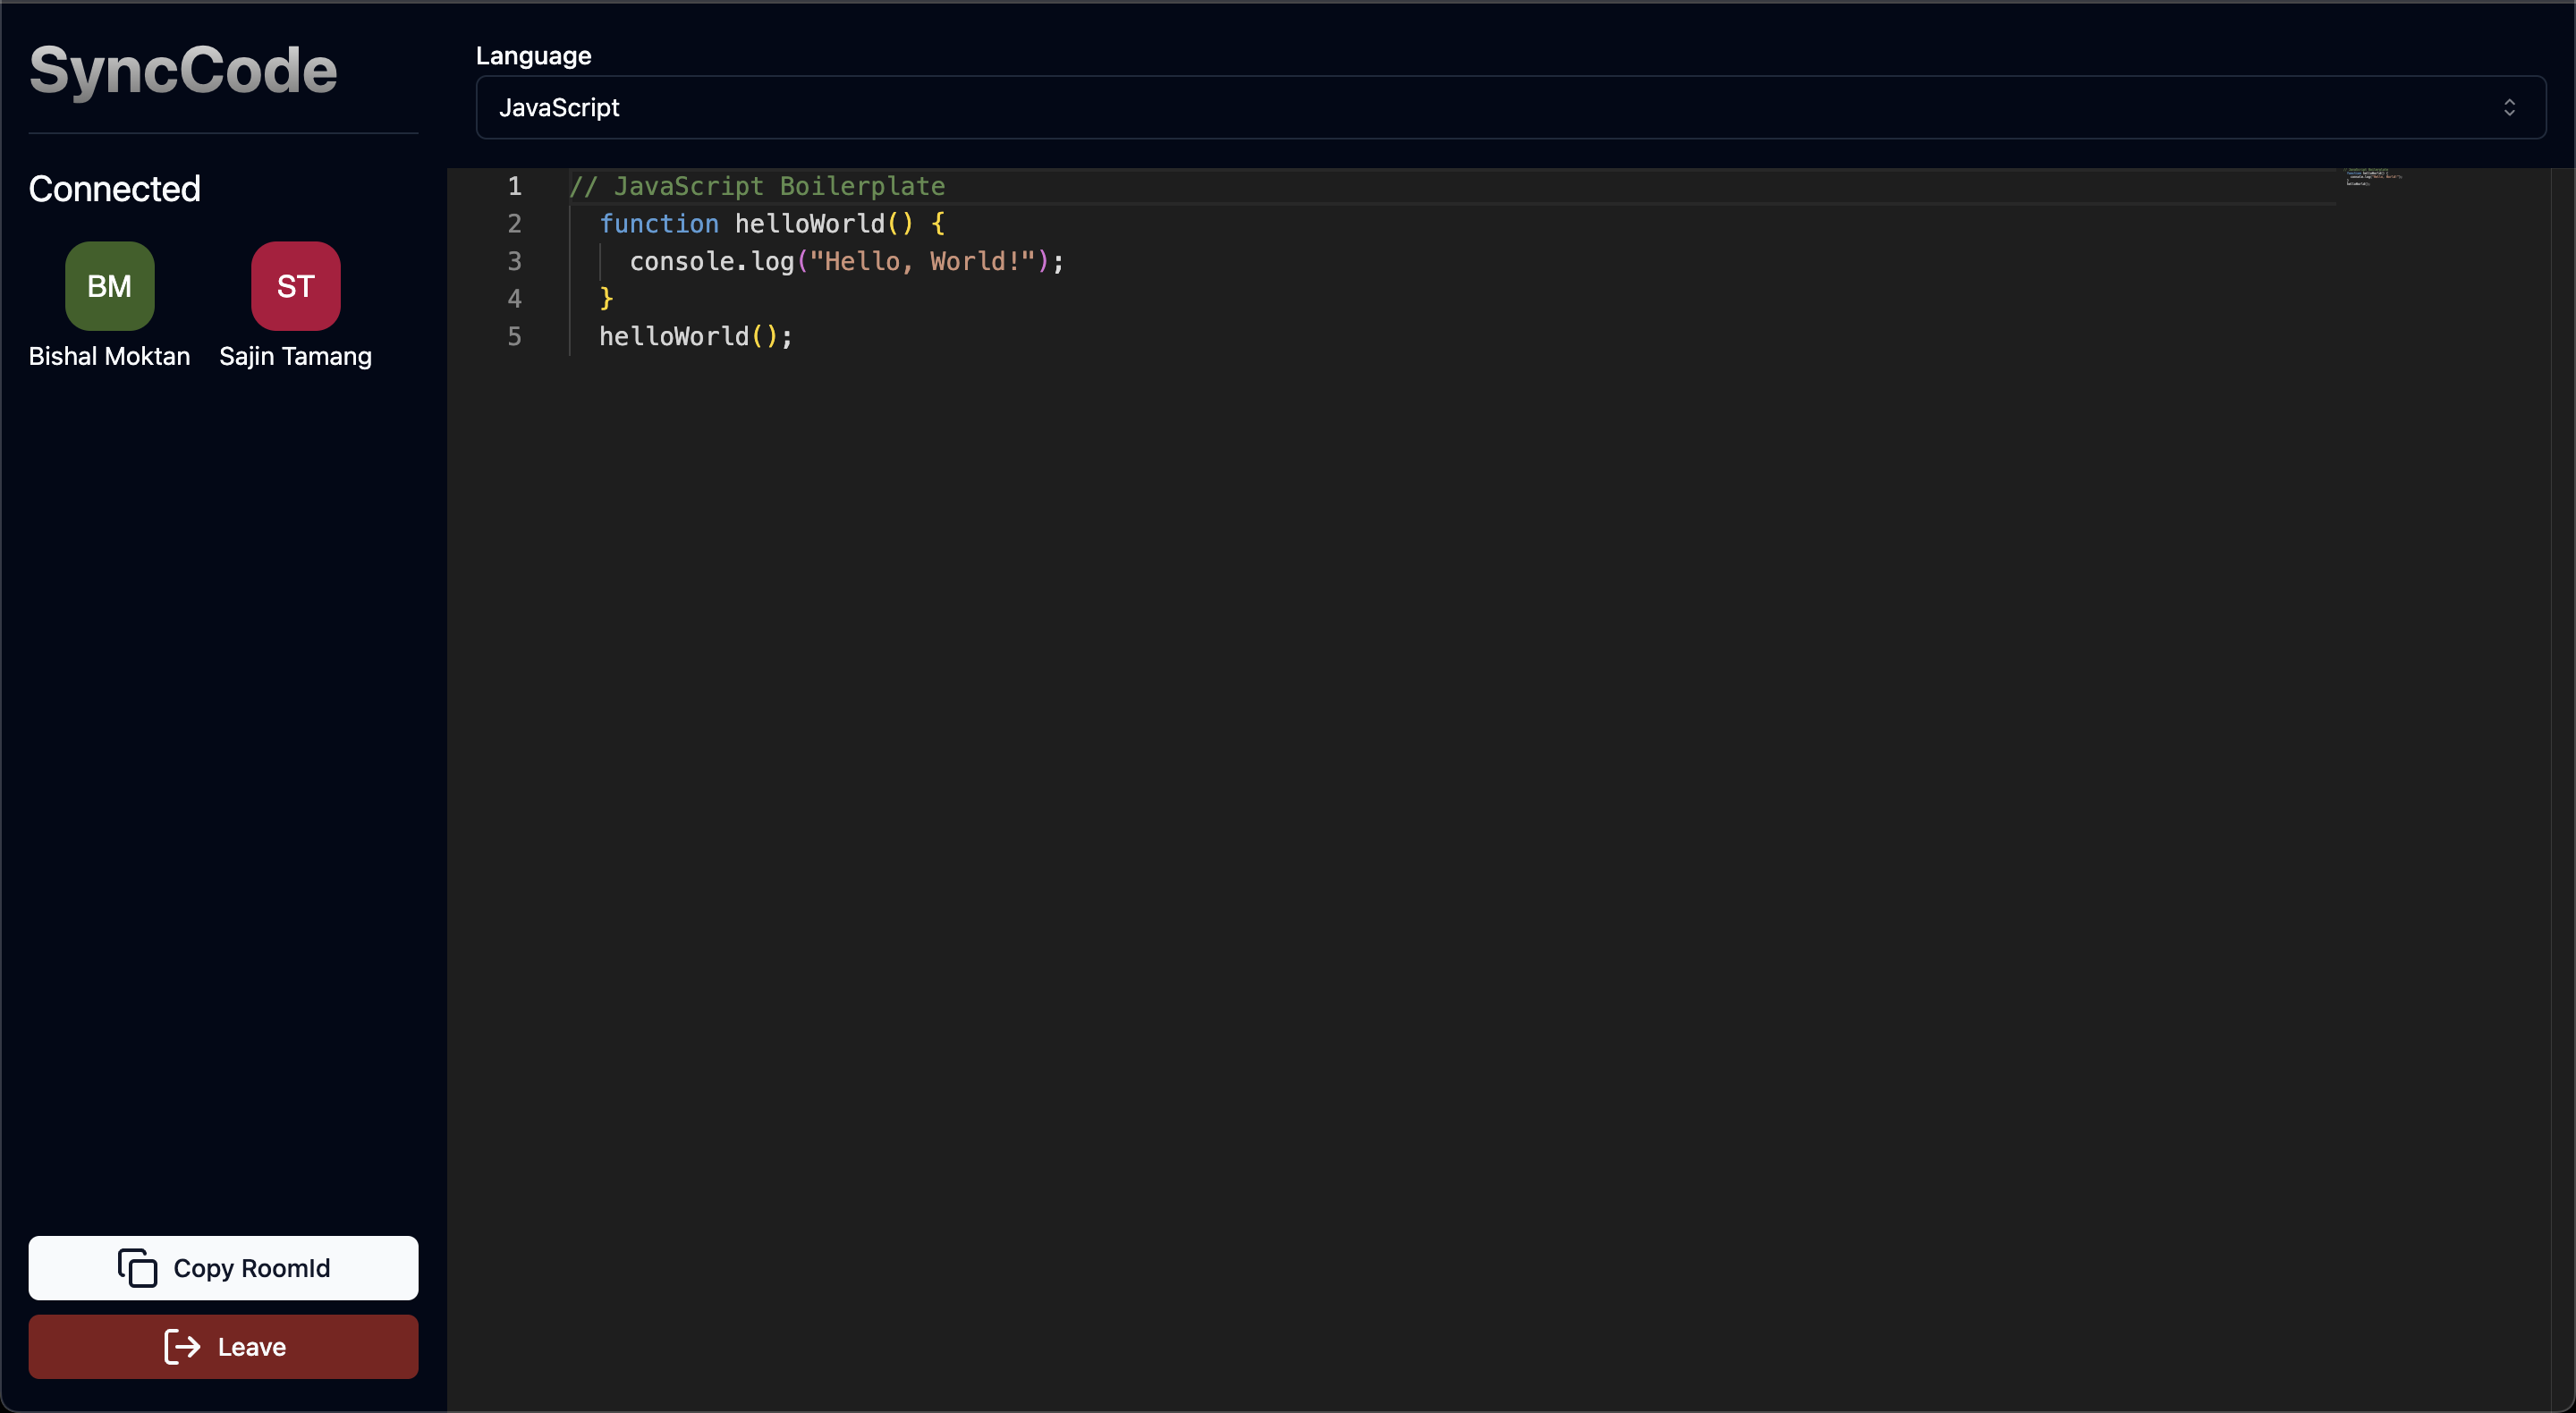 SyncCode
Connected
BM
Bishal Moktan
ST
Sajin Tamang
Copy RoomId
Leave
Language
JavaScript
1 // JavaScript Boilerplate
2   function helloWorld() {
3     console.log("Hello, World!");
4   }
5   helloWorld();